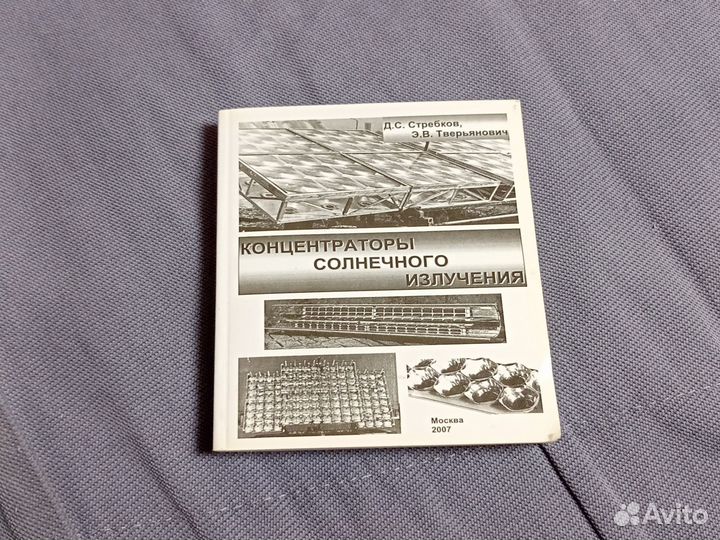 Д.С. Стребков,
Э.В. Тверьянович
КОНЦЕНТРАТОРЫ
СОЛНЕЧНОГО
ИЗЛУЧЕНИЯ
Москва
2007
Avito